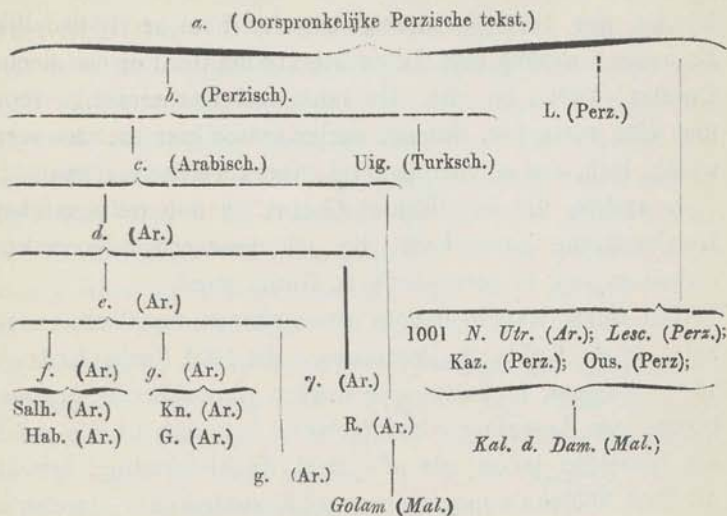 a. (Oorspronkelijke Perzische tekst.)
b. (Perzisch).
L. (Perz.)
c. (Arabisch.) Uig. (Turksch.)
d. (Ar.)
e. (Ar.)
1001 N. Utr. (Ar.); Lesc. (Perz.);
Kaz. (Perz.); Ous. (Perz);
f. (Ar.) g. (Ar.) η. (Ar.)
Salh. (Ar.) Kn. (Ar.)
Hab. (Ar.) G. (Ar.)
R. (Ar.)
Kal. d. Dam. (Mal.)
g. (Ar.)
Golam (Mal.)